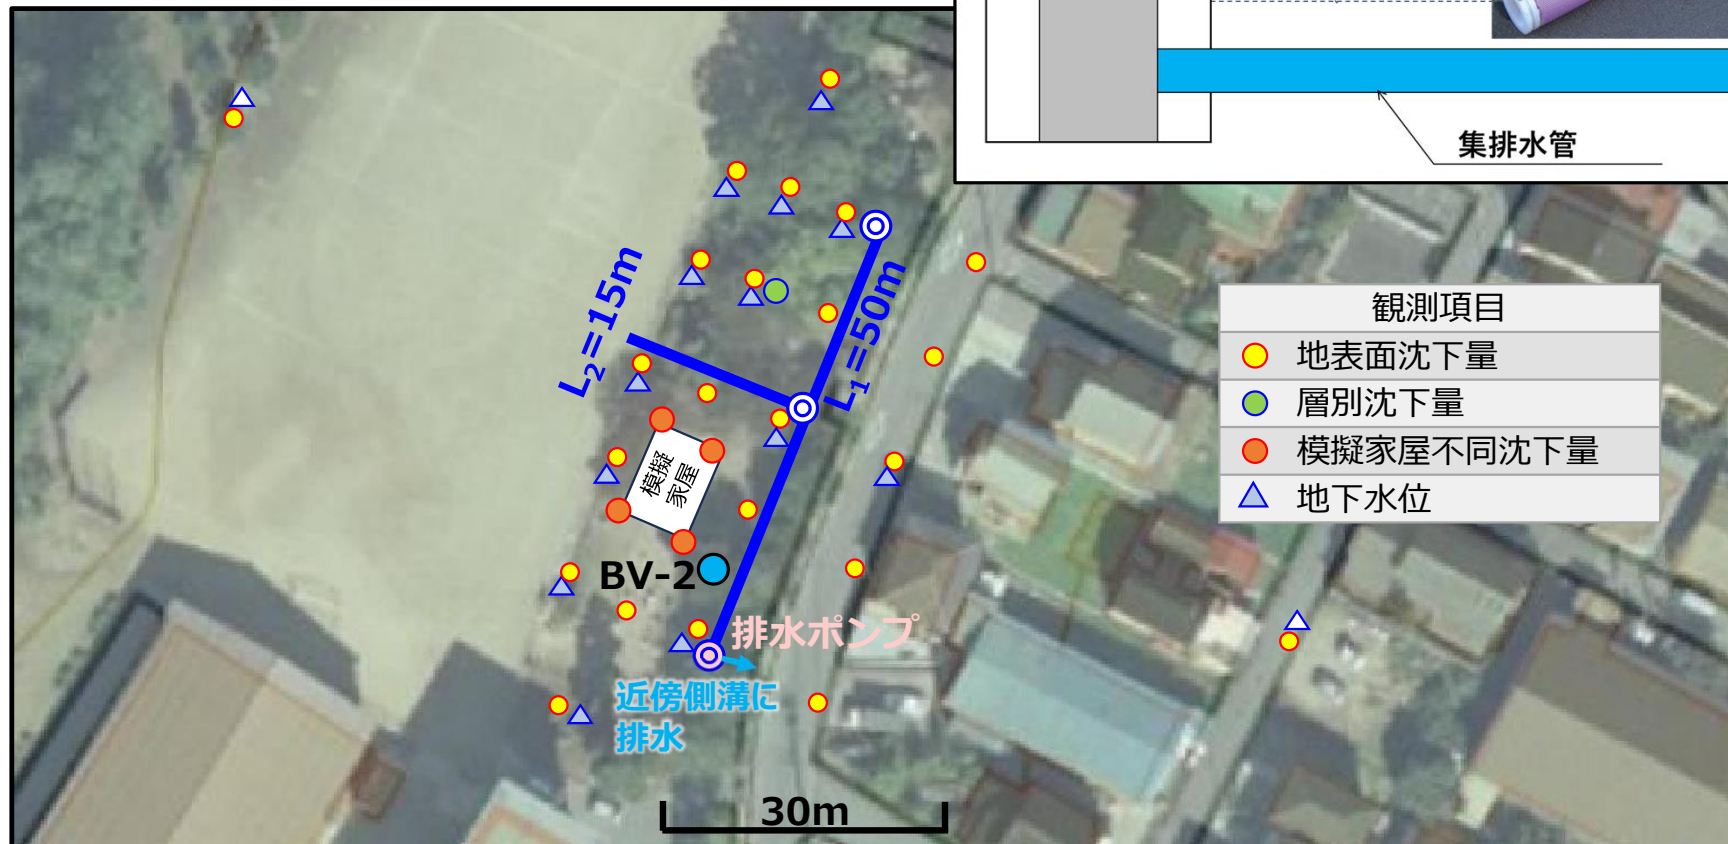 集排水管
L₂=15m
L₁=50m
観測項目
地表面沈下量
層別沈下量
模擬家屋不同沈下量
地下水位
模擬
家屋
BV-2
排水ポンプ
近傍側溝に
排水
30m